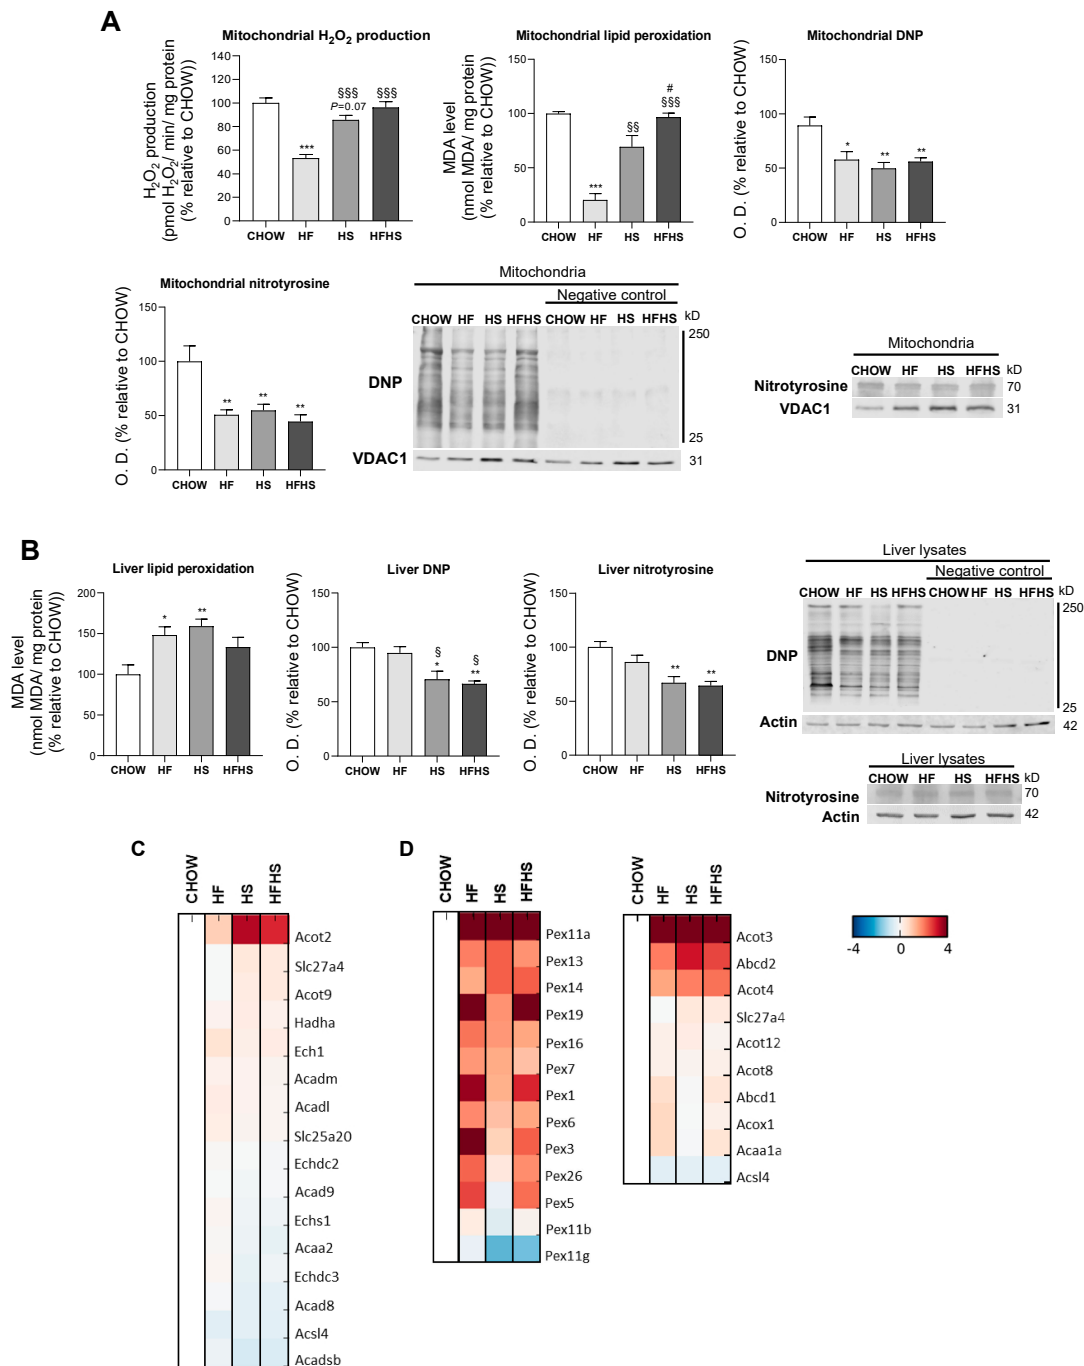 A
Mitochondrial H₂O₂ production
H₂O₂ production
(pmol H₂O₂/ min/ mg protein
(% relative to CHOW))
140
120
100
80
60
40
20
0
***
§§§
P=0.07
§§§
CHOW HF HS HFHS
Mitochondrial lipid peroxidation
MDA level
(nmol MDA/ mg protein
(% relative to CHOW))
150
100
50
0
***
§§
#
§§§
CHOW HF HS HFHS
Mitochondrial DNP
O. D. (% relative to CHOW)
150
100
50
0
*
**
**
CHOW HF HS HFHS
Mitochondrial nitrotyrosine
O. D. (% relative to CHOW)
150
100
50
0
**
**
**
CHOW HF HS HFHS
Mitochondria
Negative control
CHOW HF HS HFHS CHOW HF HS HFHS kD
250
DNP
25
VDAC1
31
Mitochondria
CHOW HF HS HFHS kD
Nitrotyrosine 70
VDAC1 31
B
Liver lipid peroxidation
MDA level
(nmol MDA/ mg protein
(% relative to CHOW))
200
150
100
50
0
*
**
CHOW HF HS HFHS
Liver DNP
O. D. (% relative to CHOW)
150
100
50
0
§
*
§
**
CHOW HF HS HFHS
Liver nitrotyrosine
O. D. (% relative to CHOW)
150
100
50
0
**
**
CHOW HF HS HFHS
Liver lysates
Negative control
CHOW HF HS HFHS CHOW HF HS HFHS kD
250
DNP
25
Actin 42
Liver lysates
CHOW HF HS HFHS kD
Nitrotyrosine 70
Actin 42
C
CHOW HF HS HFHS
Acot2
Slc27a4
Acot9
Hadha
Ech1
Acadm
Acadl
Slc25a20
Echdc2
Acad9
Echs1
Acaa2
Echdc3
Acad8
Acsl4
Acadsb
D
CHOW HF HS HFHS
Pex11a
Pex13
Pex14
Pex19
Pex16
Pex7
Pex1
Pex6
Pex3
Pex26
Pex5
Pex11b
Pex11g
CHOW HF HS HFHS
Acot3
Abcd2
Acot4
Slc27a4
Acot12
Acot8
Abcd1
Acox1
Acaa1a
Acsl4
-4 0 4